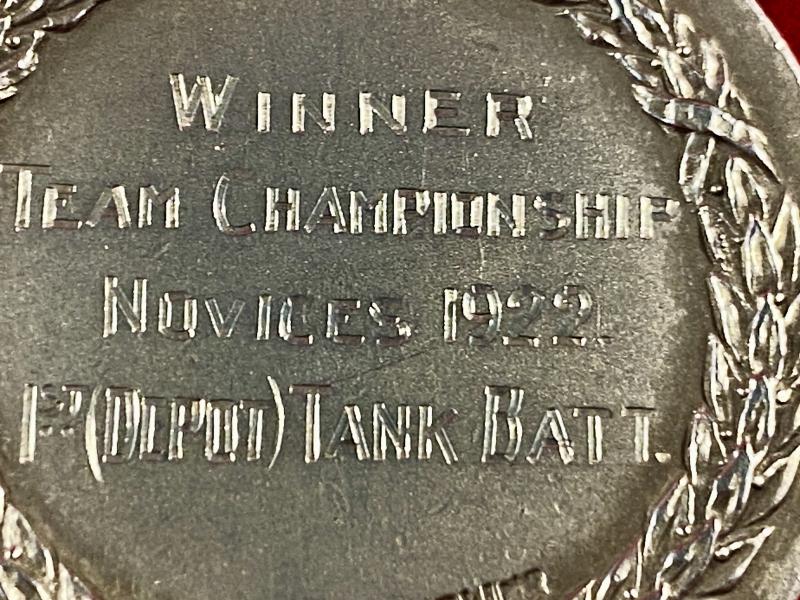 WINNER
TEAM CHAMPIONSHIP
NOVICES 1922.
1ST (DEPOT) TANK BATT.